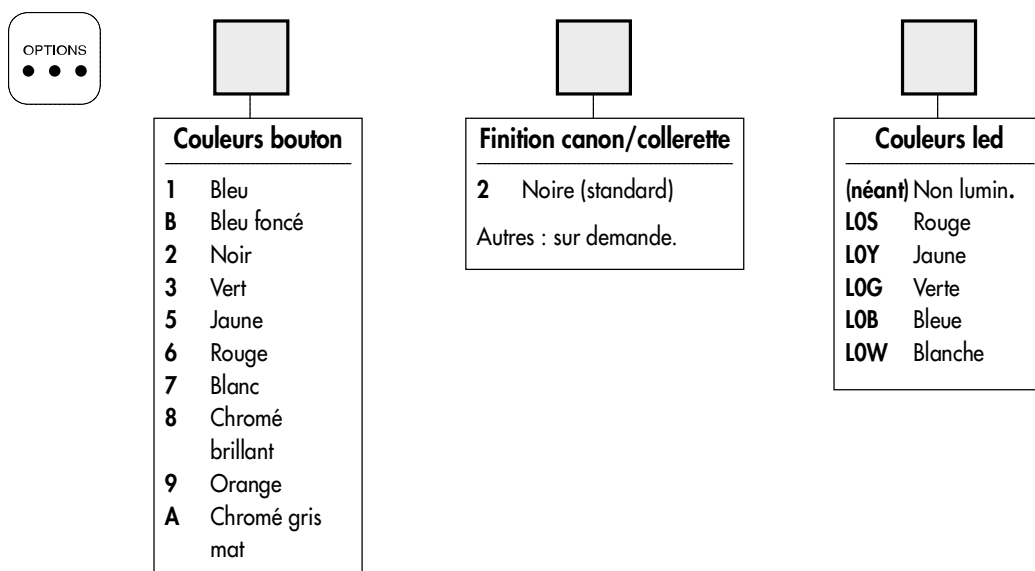 OPTIONS
Couleurs bouton
1 Bleu
B Bleu foncé
2 Noir
3 Vert
5 Jaune
6 Rouge
7 Blanc
8 Chromé
brillant
9 Orange
A Chromé gris
mat
Finition canon/collerette
2 Noire (standard)
Autres : sur demande.
Couleurs led
(néant) Non lumin.
L0S Rouge
L0Y Jaune
L0G Verte
L0B Bleue
L0W Blanche